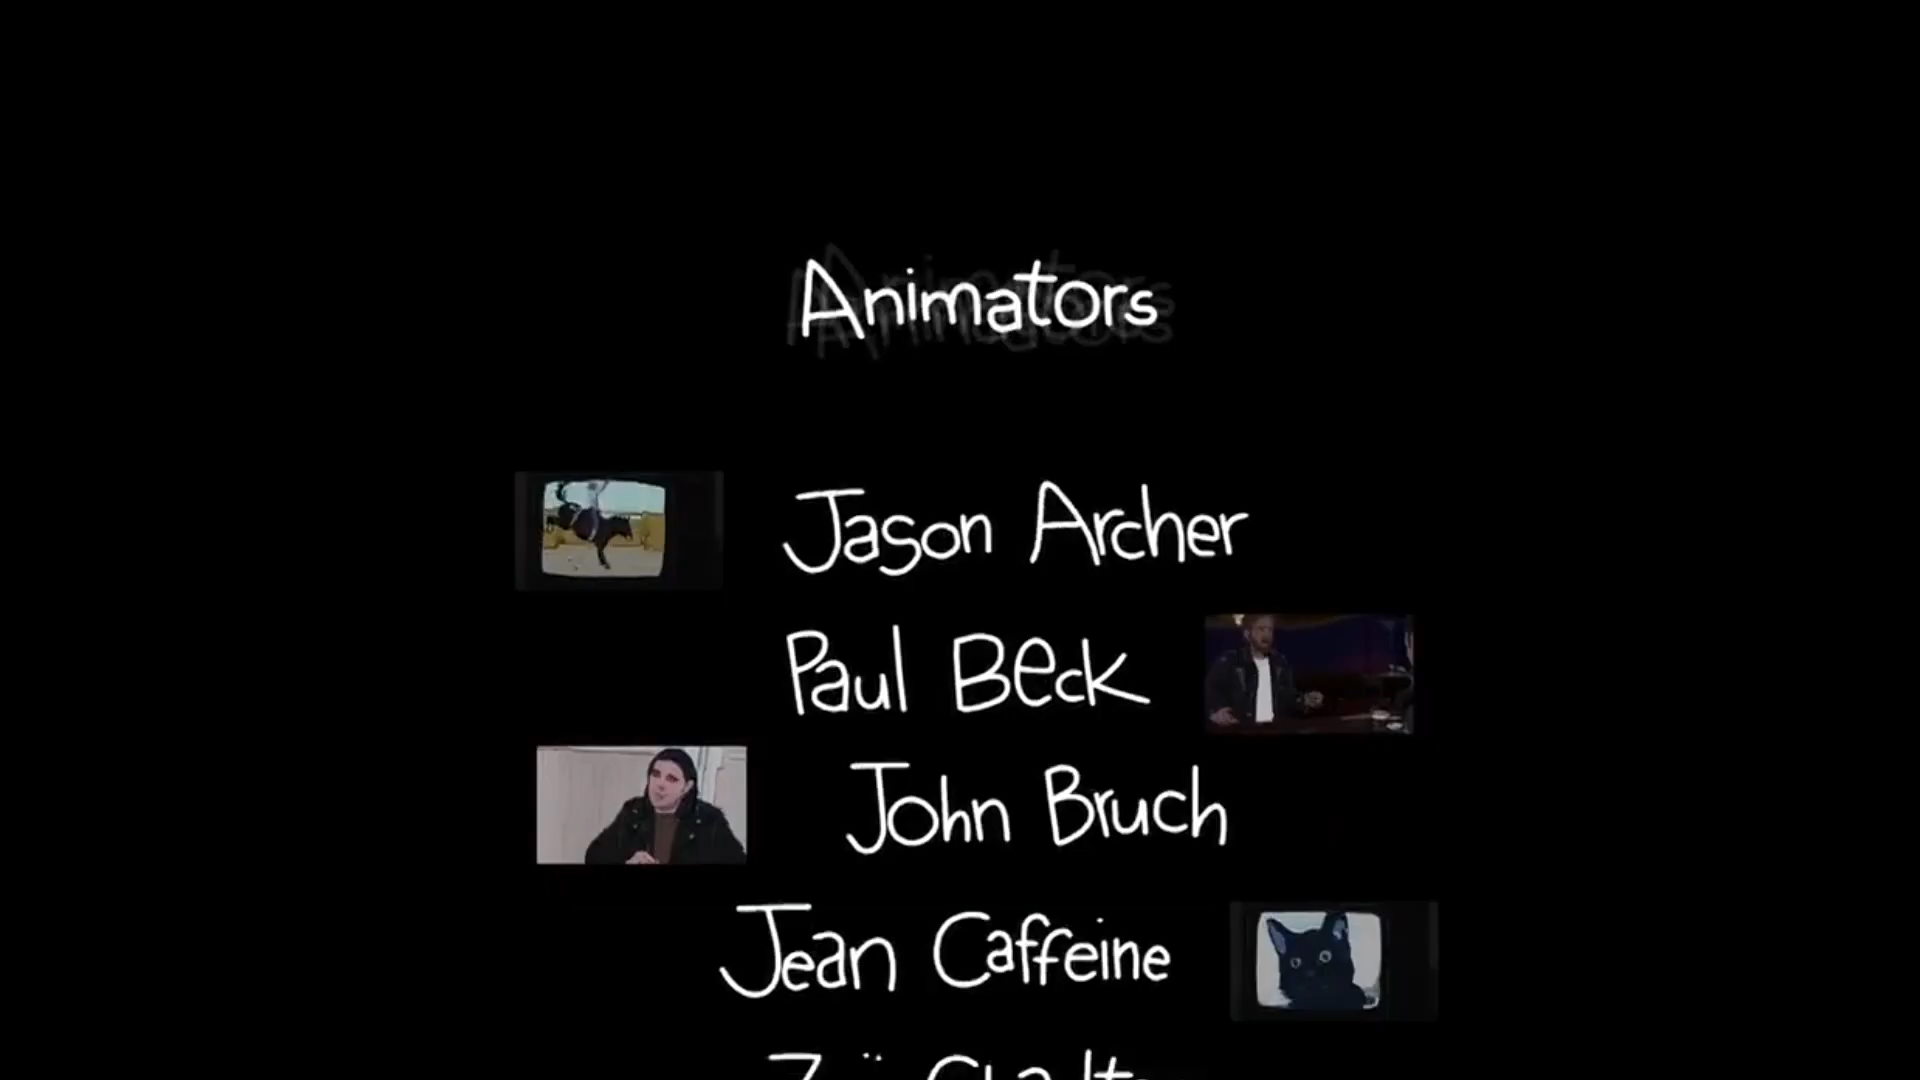 Animators
Jason Archer
Paul Beck
John Bruch
Jean Caffeine